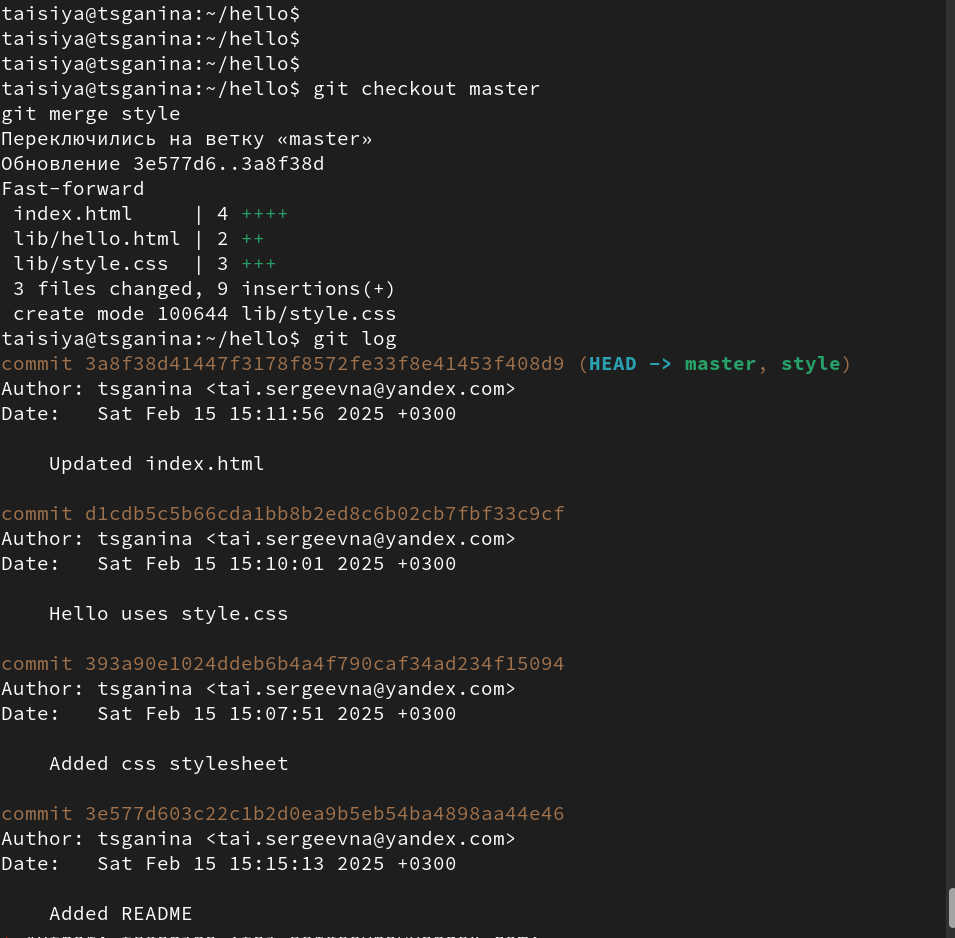 taisiya@tsganina:~/hello$
taisiya@tsganina:~/hello$
taisiya@tsganina:~/hello$
taisiya@tsganina:~/hello$ git checkout master
git merge style
Переключились на ветку «master»
Обновление 3e577d6..3a8f38d
Fast-forward
 index.html     | 4 ++++
 lib/hello.html | 2 ++
 lib/style.css  | 3 +++
 3 files changed, 9 insertions(+)
 create mode 100644 lib/style.css
taisiya@tsganina:~/hello$ git log
commit 3a8f38d41447f3178f8572fe33f8e41453f408d9 (HEAD -> master, style)
Author: tsganina <tai.sergeevna@yandex.com>
Date:   Sat Feb 15 15:11:56 2025 +0300

    Updated index.html

commit d1cdb5c5b66cda1bb8b2ed8c6b02cb7fbf33c9cf
Author: tsganina <tai.sergeevna@yandex.com>
Date:   Sat Feb 15 15:10:01 2025 +0300

    Hello uses style.css

commit 393a90e1024ddeb6b4a4f790caf34ad234f15094
Author: tsganina <tai.sergeevna@yandex.com>
Date:   Sat Feb 15 15:07:51 2025 +0300

    Added css stylesheet

commit 3e577d603c22c1b2d0ea9b5eb54ba4898aa44e46
Author: tsganina <tai.sergeevna@yandex.com>
Date:   Sat Feb 15 15:15:13 2025 +0300

    Added README